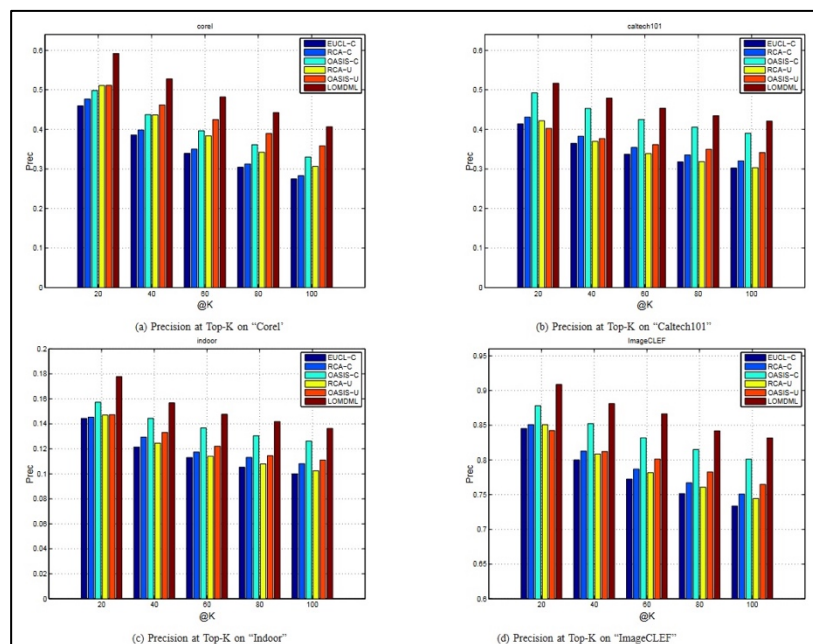 corel
0.6
0.5
0.4
0.3
0.2
0.1
0
Prec
20 40 60 80 100
@K
EUCL-C
RCA-C
OASIS-C
RCA-U
OASIS-U
LOMDML
(a) Precision at Top-K on "Corel'
caltech101
0.6
0.5
0.4
0.3
0.2
0.1
0
Prec
20 40 60 80 100
@K
EUCL-C
RCA-C
OASIS-C
RCA-U
OASIS-U
LOMDML
(b) Precision at Top-K on "Caltech101"
indoor
0.2
0.18
0.16
0.14
0.12
0.1
0.08
0.06
0.04
0.02
0
Prec
20 40 60 80 100
@K
EUCL-C
RCA-C
OASIS-C
RCA-U
OASIS-U
LOMDML
(c) Precision at Top-K on "Indoor"
ImageCLEF
0.95
0.9
0.85
0.8
0.75
0.7
0.65
0.6
Prec
20 40 60 80 100
@K
EUCL-C
RCA-C
OASIS-C
RCA-U
OASIS-U
LOMDML
(d) Precision at Top-K on "ImageCLEF"